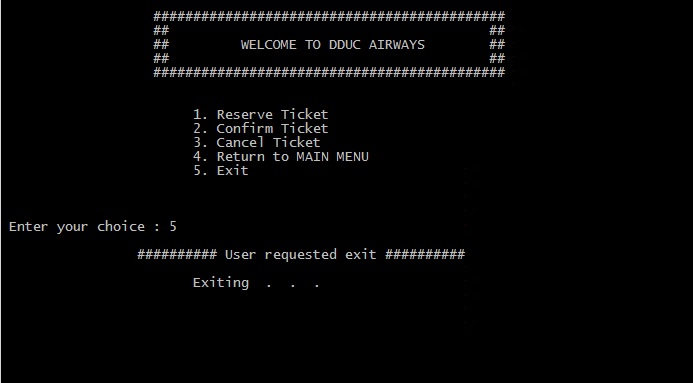 ############################################
##                                        ##
##         WELCOME TO DDUC AIRWAYS        ##
##                                        ##
############################################
1. Reserve Ticket
2. Confirm Ticket
3. Cancel Ticket
4. Return to MAIN MENU
5. Exit
Enter your choice : 5
########## User requested exit ##########
Exiting  .  .  .